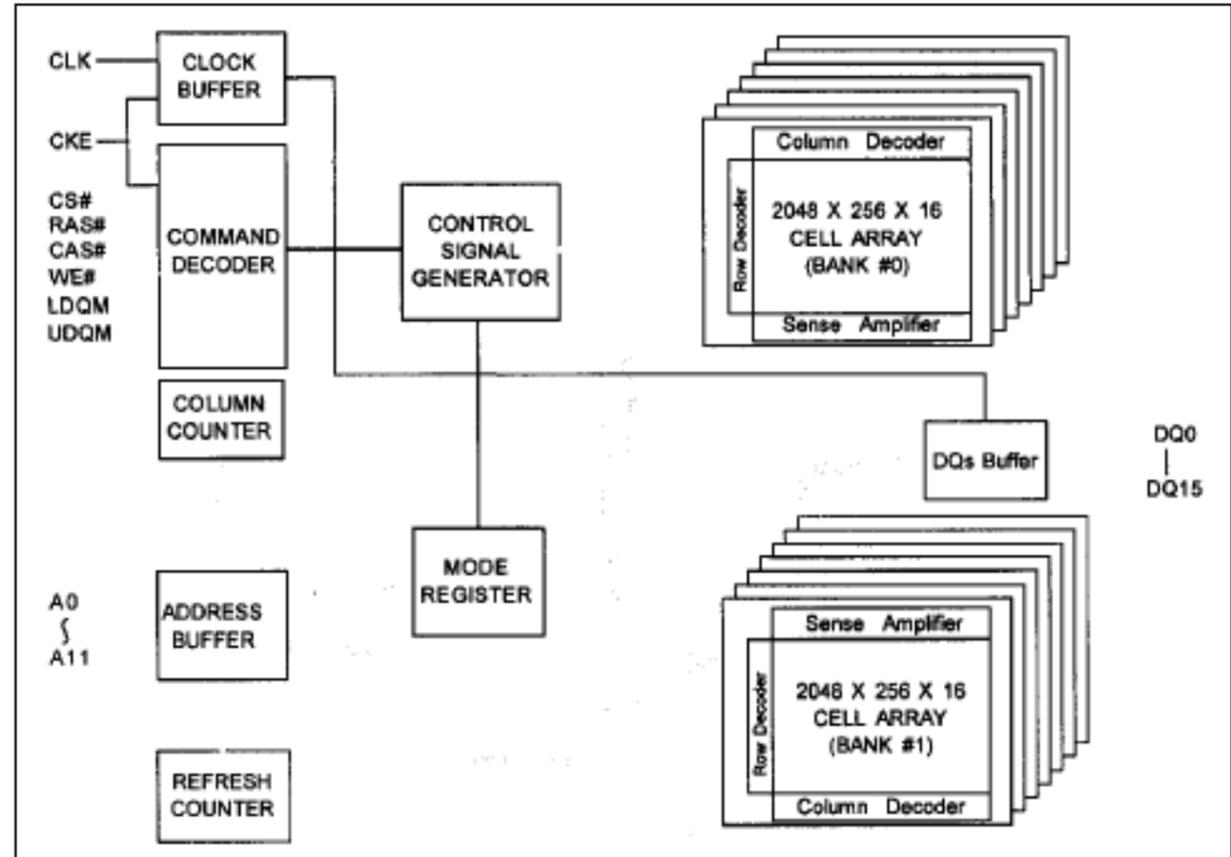 CLK
CLOCK
BUFFER
CKE
CS#
RAS#
CAS#
WE#
LDQM
UDQM
COMMAND
DECODER
CONTROL
SIGNAL
GENERATOR
COLUMN
COUNTER
MODE
REGISTER
A0
A11
ADDRESS
BUFFER
REFRESH
COUNTER
Column Decoder
Row Decoder
2048 X 256 X 16
CELL ARRAY
(BANK #0)
Sense Amplifier
DQs Buffer
DQ0
DQ15
Sense Amplifier
Row Decoder
2048 X 256 X 16
CELL ARRAY
(BANK #1)
Column Decoder